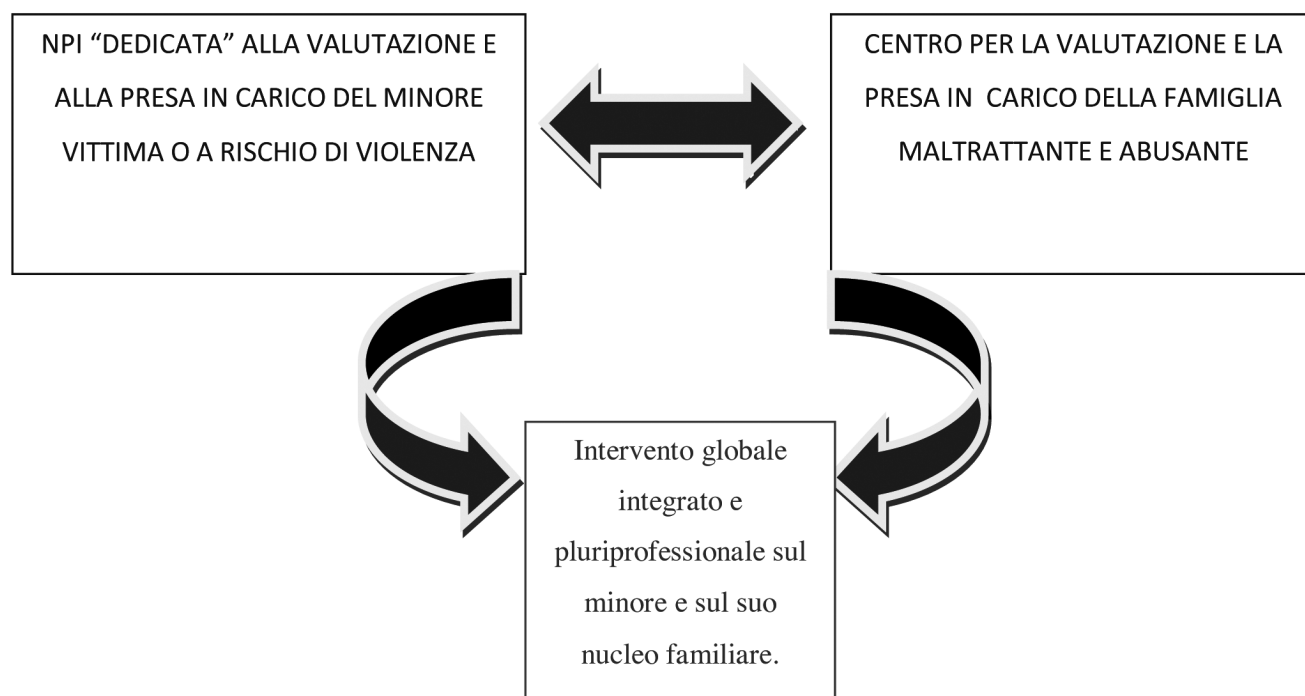 NPI “DEDICATA” ALLA VALUTAZIONE E
ALLA PRESA IN CARICO DEL MINORE
VITTIMA O A RISCHIO DI VIOLENZA
CENTRO PER LA VALUTAZIONE E LA
PRESA IN CARICO DELLA FAMIGLIA
MALTRATTANTE E ABUSANTE
Intervento globale
integrato e
pluriprofessionale sul
minore e sul suo
nucleo familiare.